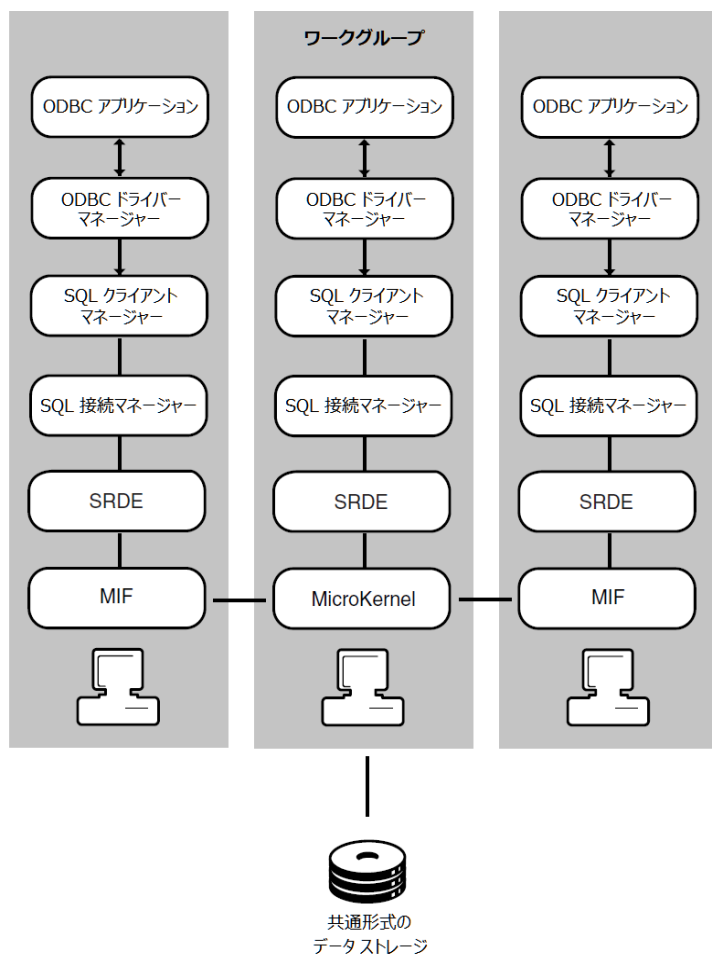 ワークグループ
ODBC アプリケーション
ODBC ドライバー
マネージャー
SQL クライアント
マネージャー
SQL 接続マネージャー
SRDE
MIF
ODBC アプリケーション
ODBC ドライバー
マネージャー
SQL クライアント
マネージャー
SQL 接続マネージャー
SRDE
MicroKernel
ODBC アプリケーション
ODBC ドライバー
マネージャー
SQL クライアント
マネージャー
SQL 接続マネージャー
SRDE
MIF
共通形式の
データ ストレージ